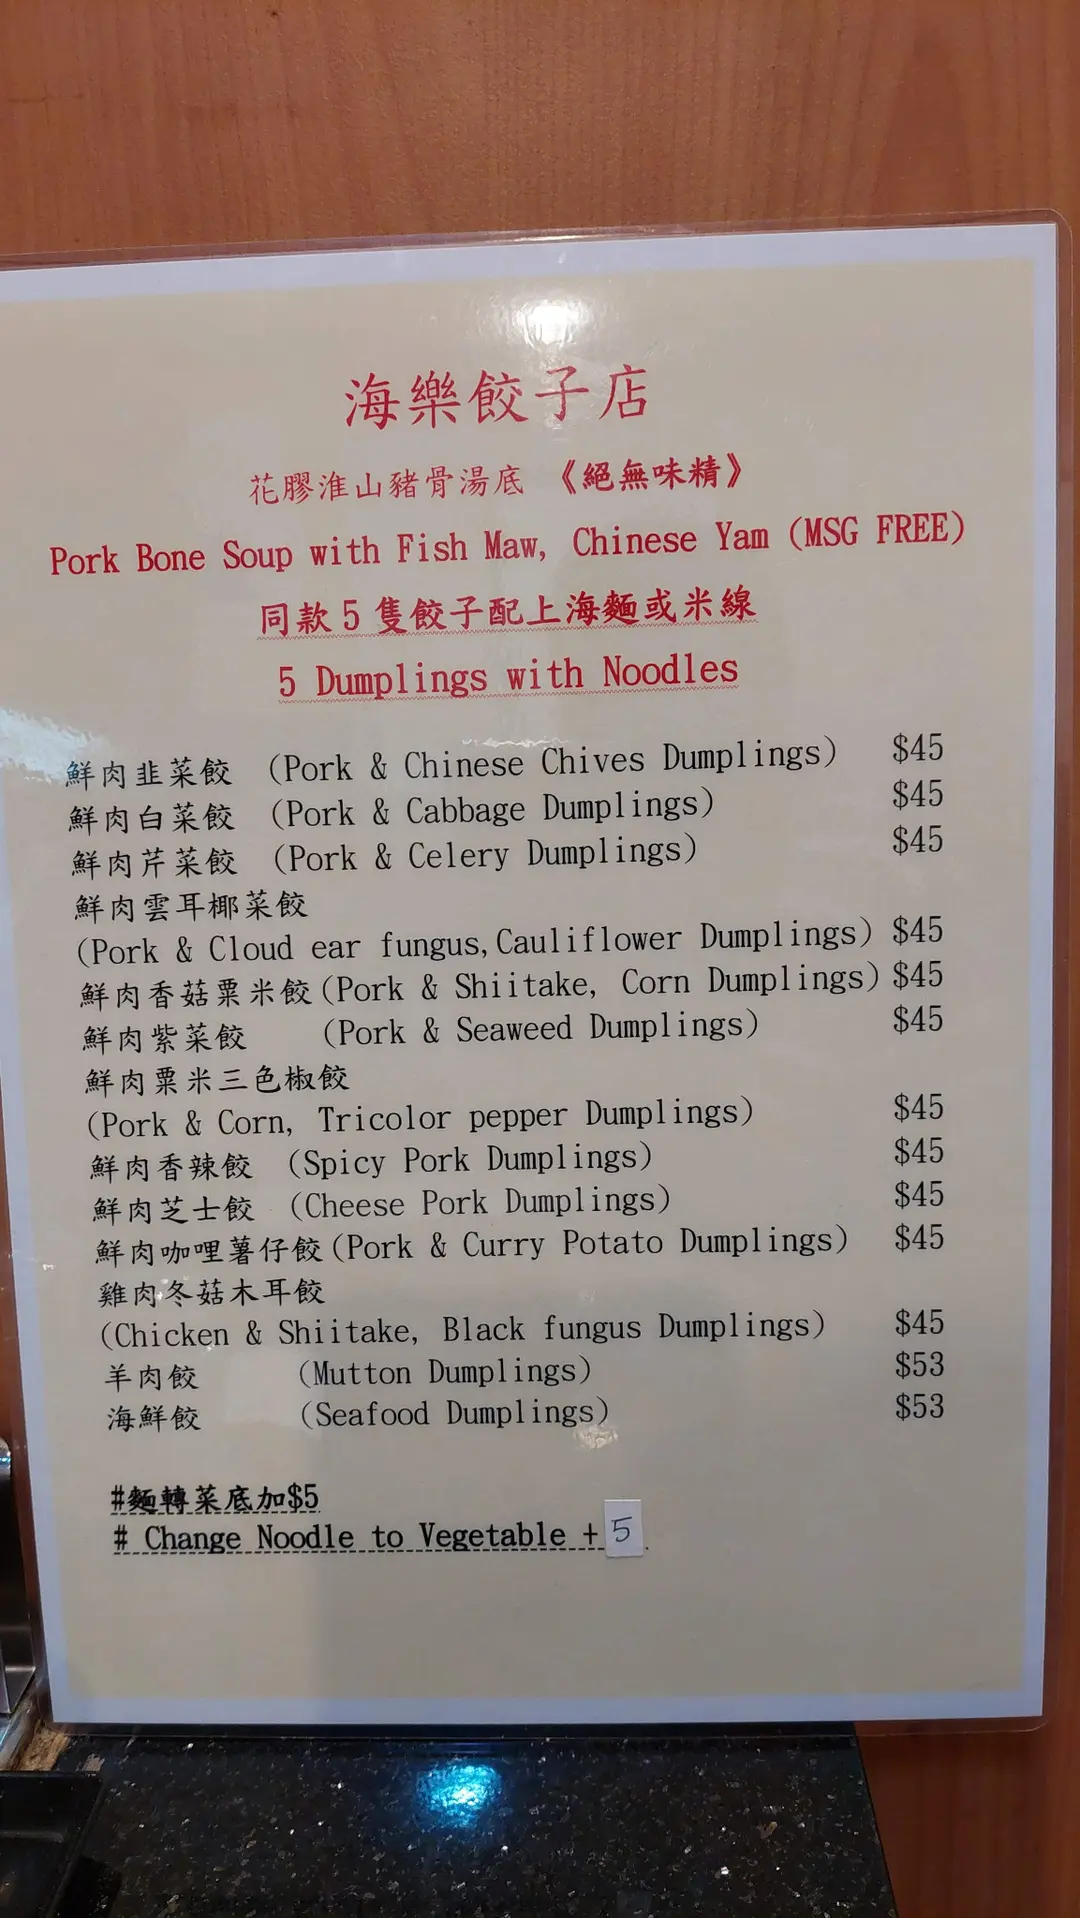 海樂餃子店
花膠淮山豬骨湯底 《絕無味精》
Pork Bone Soup with Fish Maw, Chinese Yam (MSG FREE)
同款5隻餃子配上海麵或米線
5 Dumplings with Noodles
鮮肉韭菜餃 (Pork & Chinese Chives Dumplings) $45
鮮肉白菜餃 (Pork & Cabbage Dumplings) $45
鮮肉芹菜餃 (Pork & Celery Dumplings) $45
鮮肉雲耳椰菜餃
(Pork & Cloud ear fungus,Cauliflower Dumplings) $45
鮮肉香菇粟米餃(Pork & Shiitake, Corn Dumplings) $45
鮮肉紫菜餃 (Pork & Seaweed Dumplings) $45
鮮肉粟米三色椒餃
(Pork & Corn, Tricolor pepper Dumplings) $45
鮮肉香辣餃 (Spicy Pork Dumplings) $45
鮮肉芝士餃 (Cheese Pork Dumplings) $45
鮮肉咖哩薯仔餃(Pork & Curry Potato Dumplings) $45
雞肉冬菇木耳餃
(Chicken & Shiitake, Black fungus Dumplings) $45
羊肉餃 (Mutton Dumplings) $53
海鮮餃 (Seafood Dumplings) $53
#麵轉菜底加$5
# Change Noodle to Vegetable +5